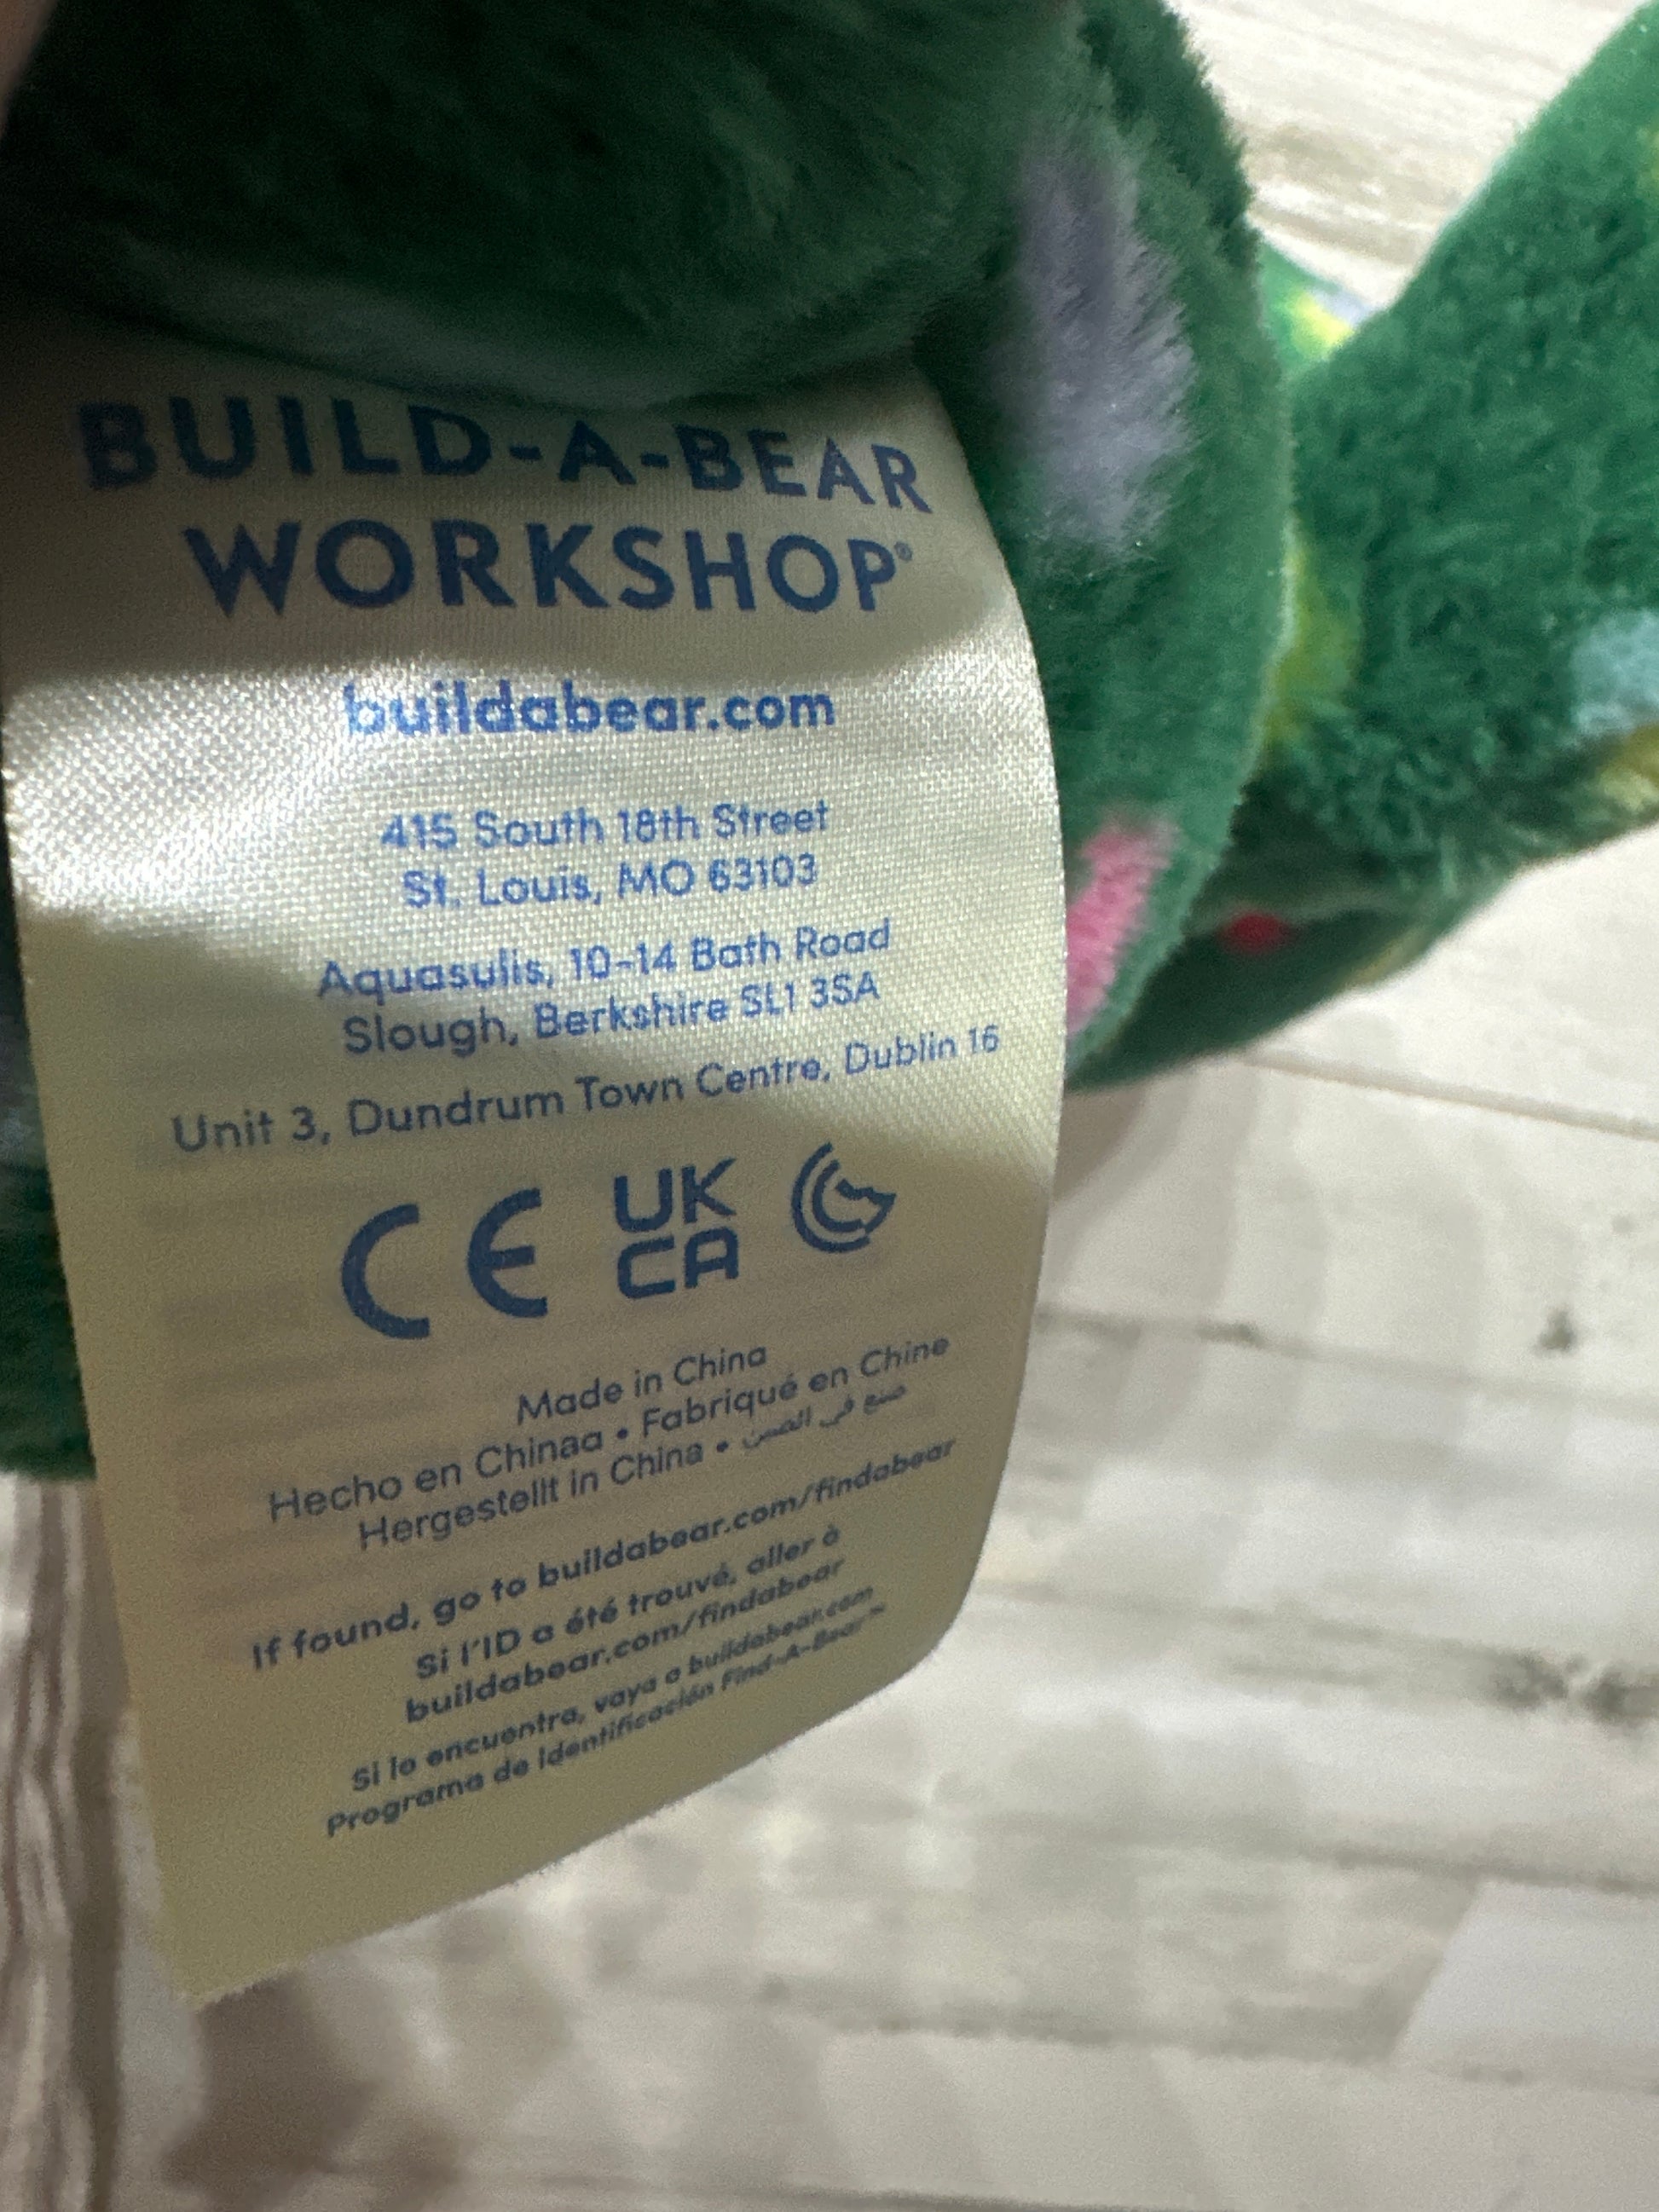 BUILD-A-BEAR
WORKSHOP®
buildabear.com
415 South 18th Street
St. Louis, MO 63103
Aquasulis, 10-14 Bath Road
Slough, Berkshire SL1 3SA
Unit 3, Dundrum Town Centre, Dublin 16
CE UK
CA
Made in China
Hecho en Chinaa • Fabriqué en Chine
Hergestellt in China • صنع في الصين
If found, go to buildabear.com/findabear
Si l'ID a été trouvé, aller à
buildabear.com/findabear
Si lo encuentra, vaya a buildabear.com
Programa de Identificación Find-A-Bear™